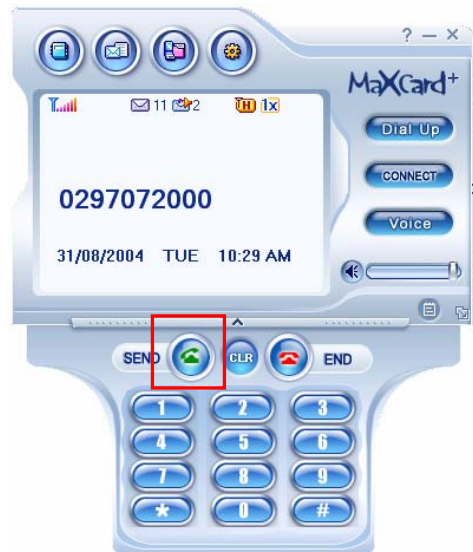 ? – X
MaXCard+
11 2 H 1x
Dial Up
CONNECT
0297072000
Voice
31/08/2004 TUE 10:29 AM
SEND CLR END
1 2 3
4 5 6
7 8 9
* 0 #